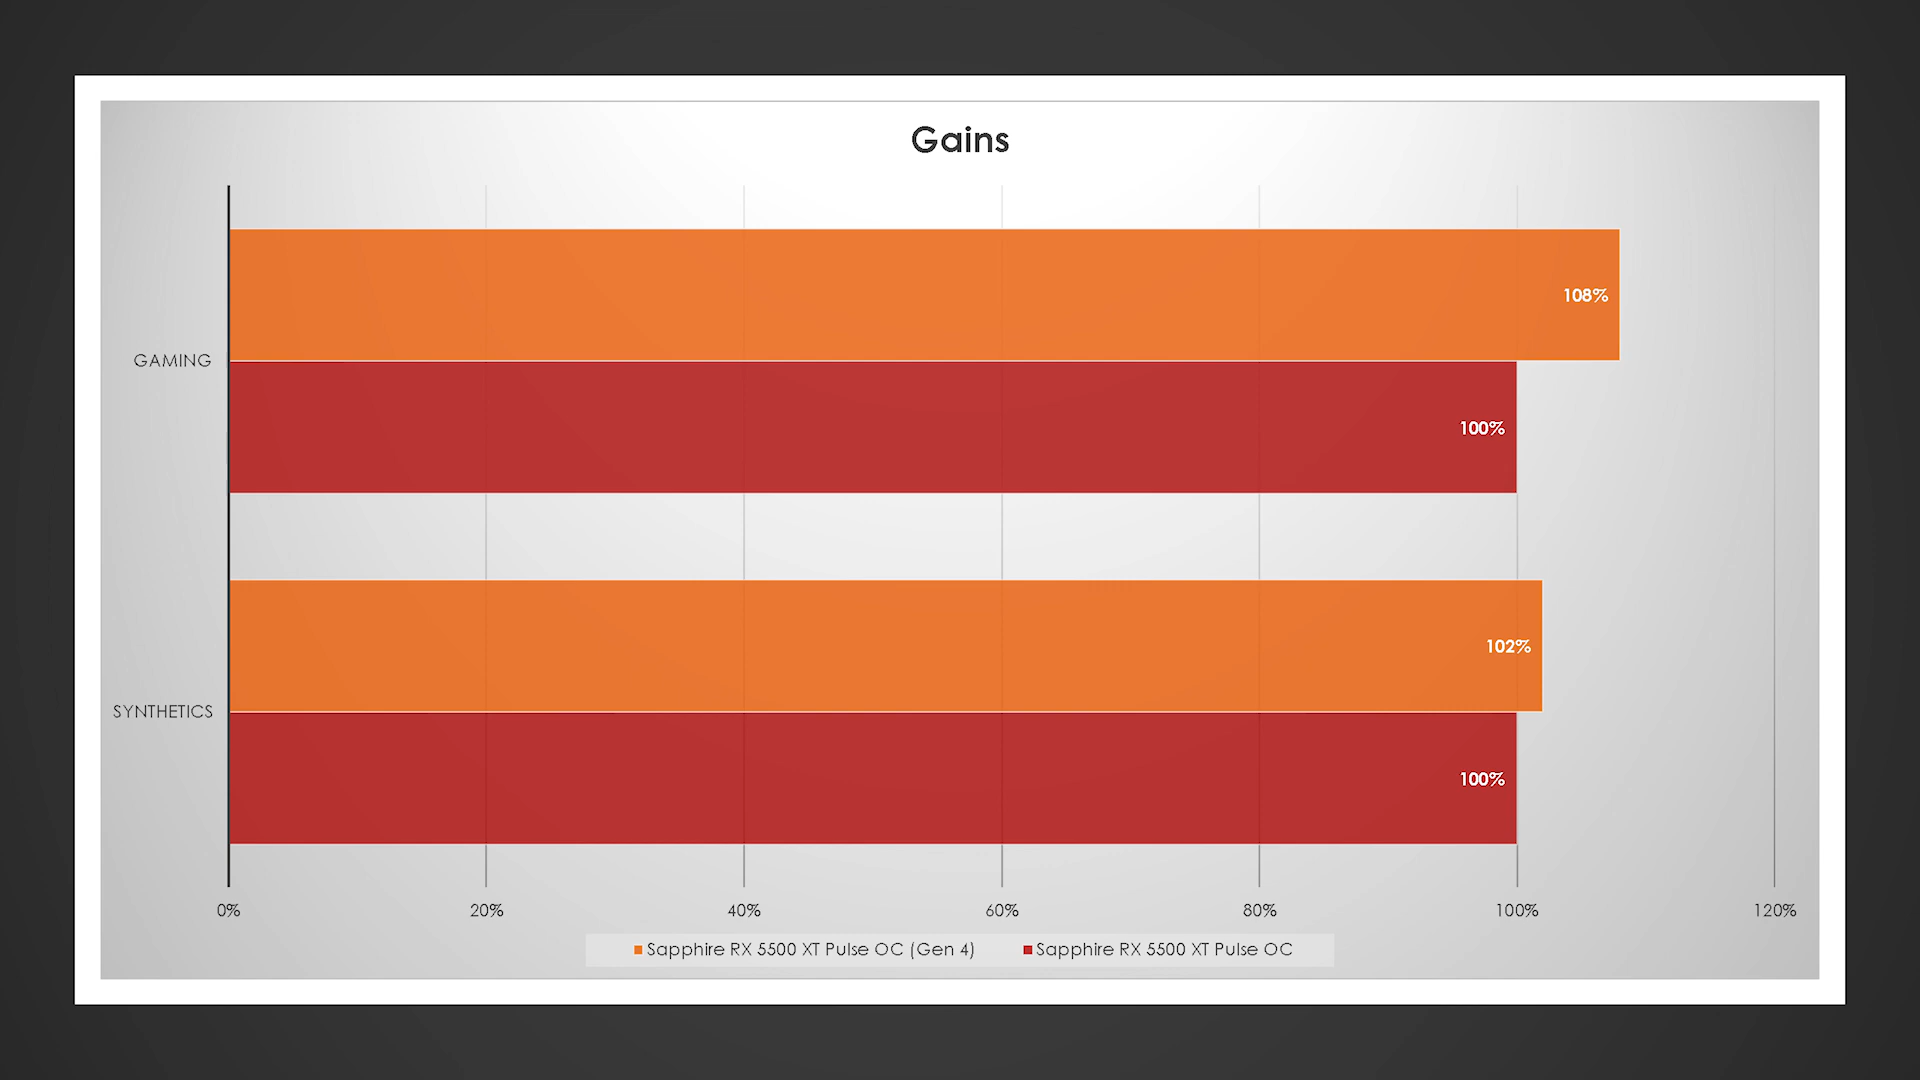 Gains
108%
GAMING
100%
102%
SYNTHETICS
100%
0% 20% 40% 60% 80% 100% 120%
Sapphire RX 5500 XT Pulse OC (Gen 4) Sapphire RX 5500 XT Pulse OC